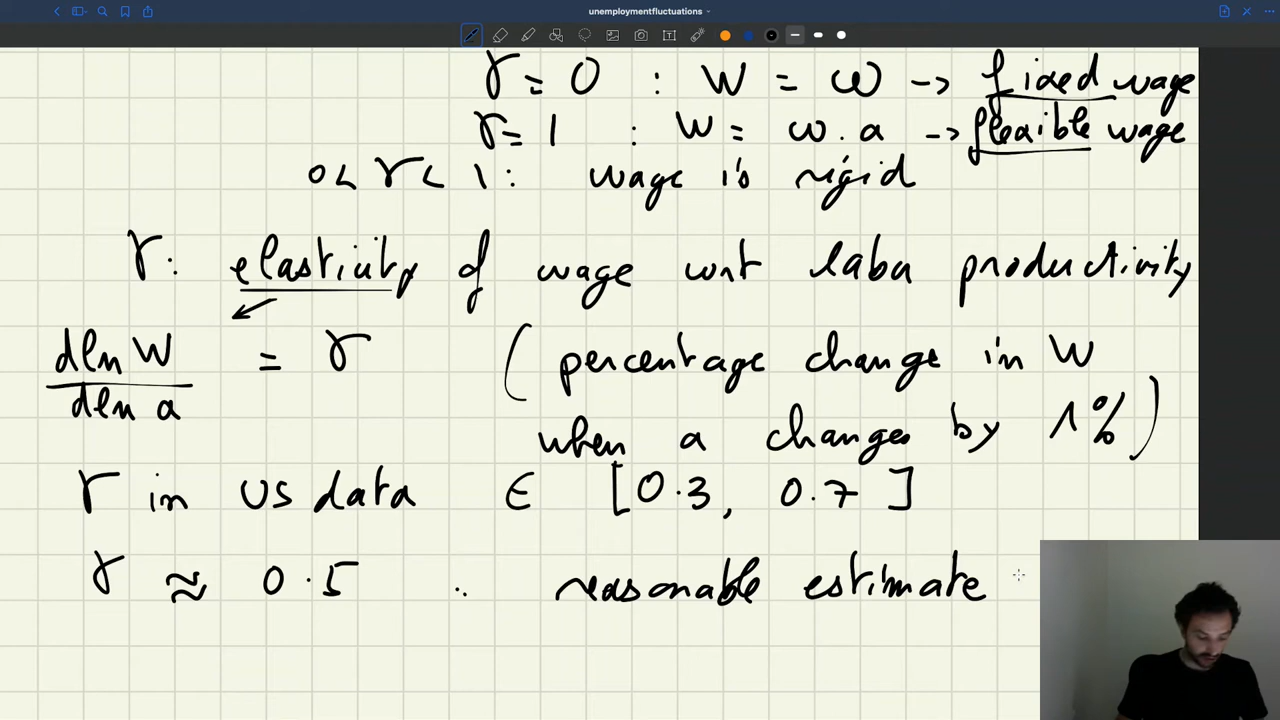 unemploymentfluctuations
γ = 0 : W = ω -> fixed wage
γ = 1 : W = ω . a -> flexible wage
0 < γ < 1 : wage is rigid
γ : elasticity of wage wrt labor productivity
dln W / dln a = γ (percentage change in W
when a changes by 1%)
γ in US data ∈ [0.3, 0.7]
γ ≈ 0.5 : reasonable estimate